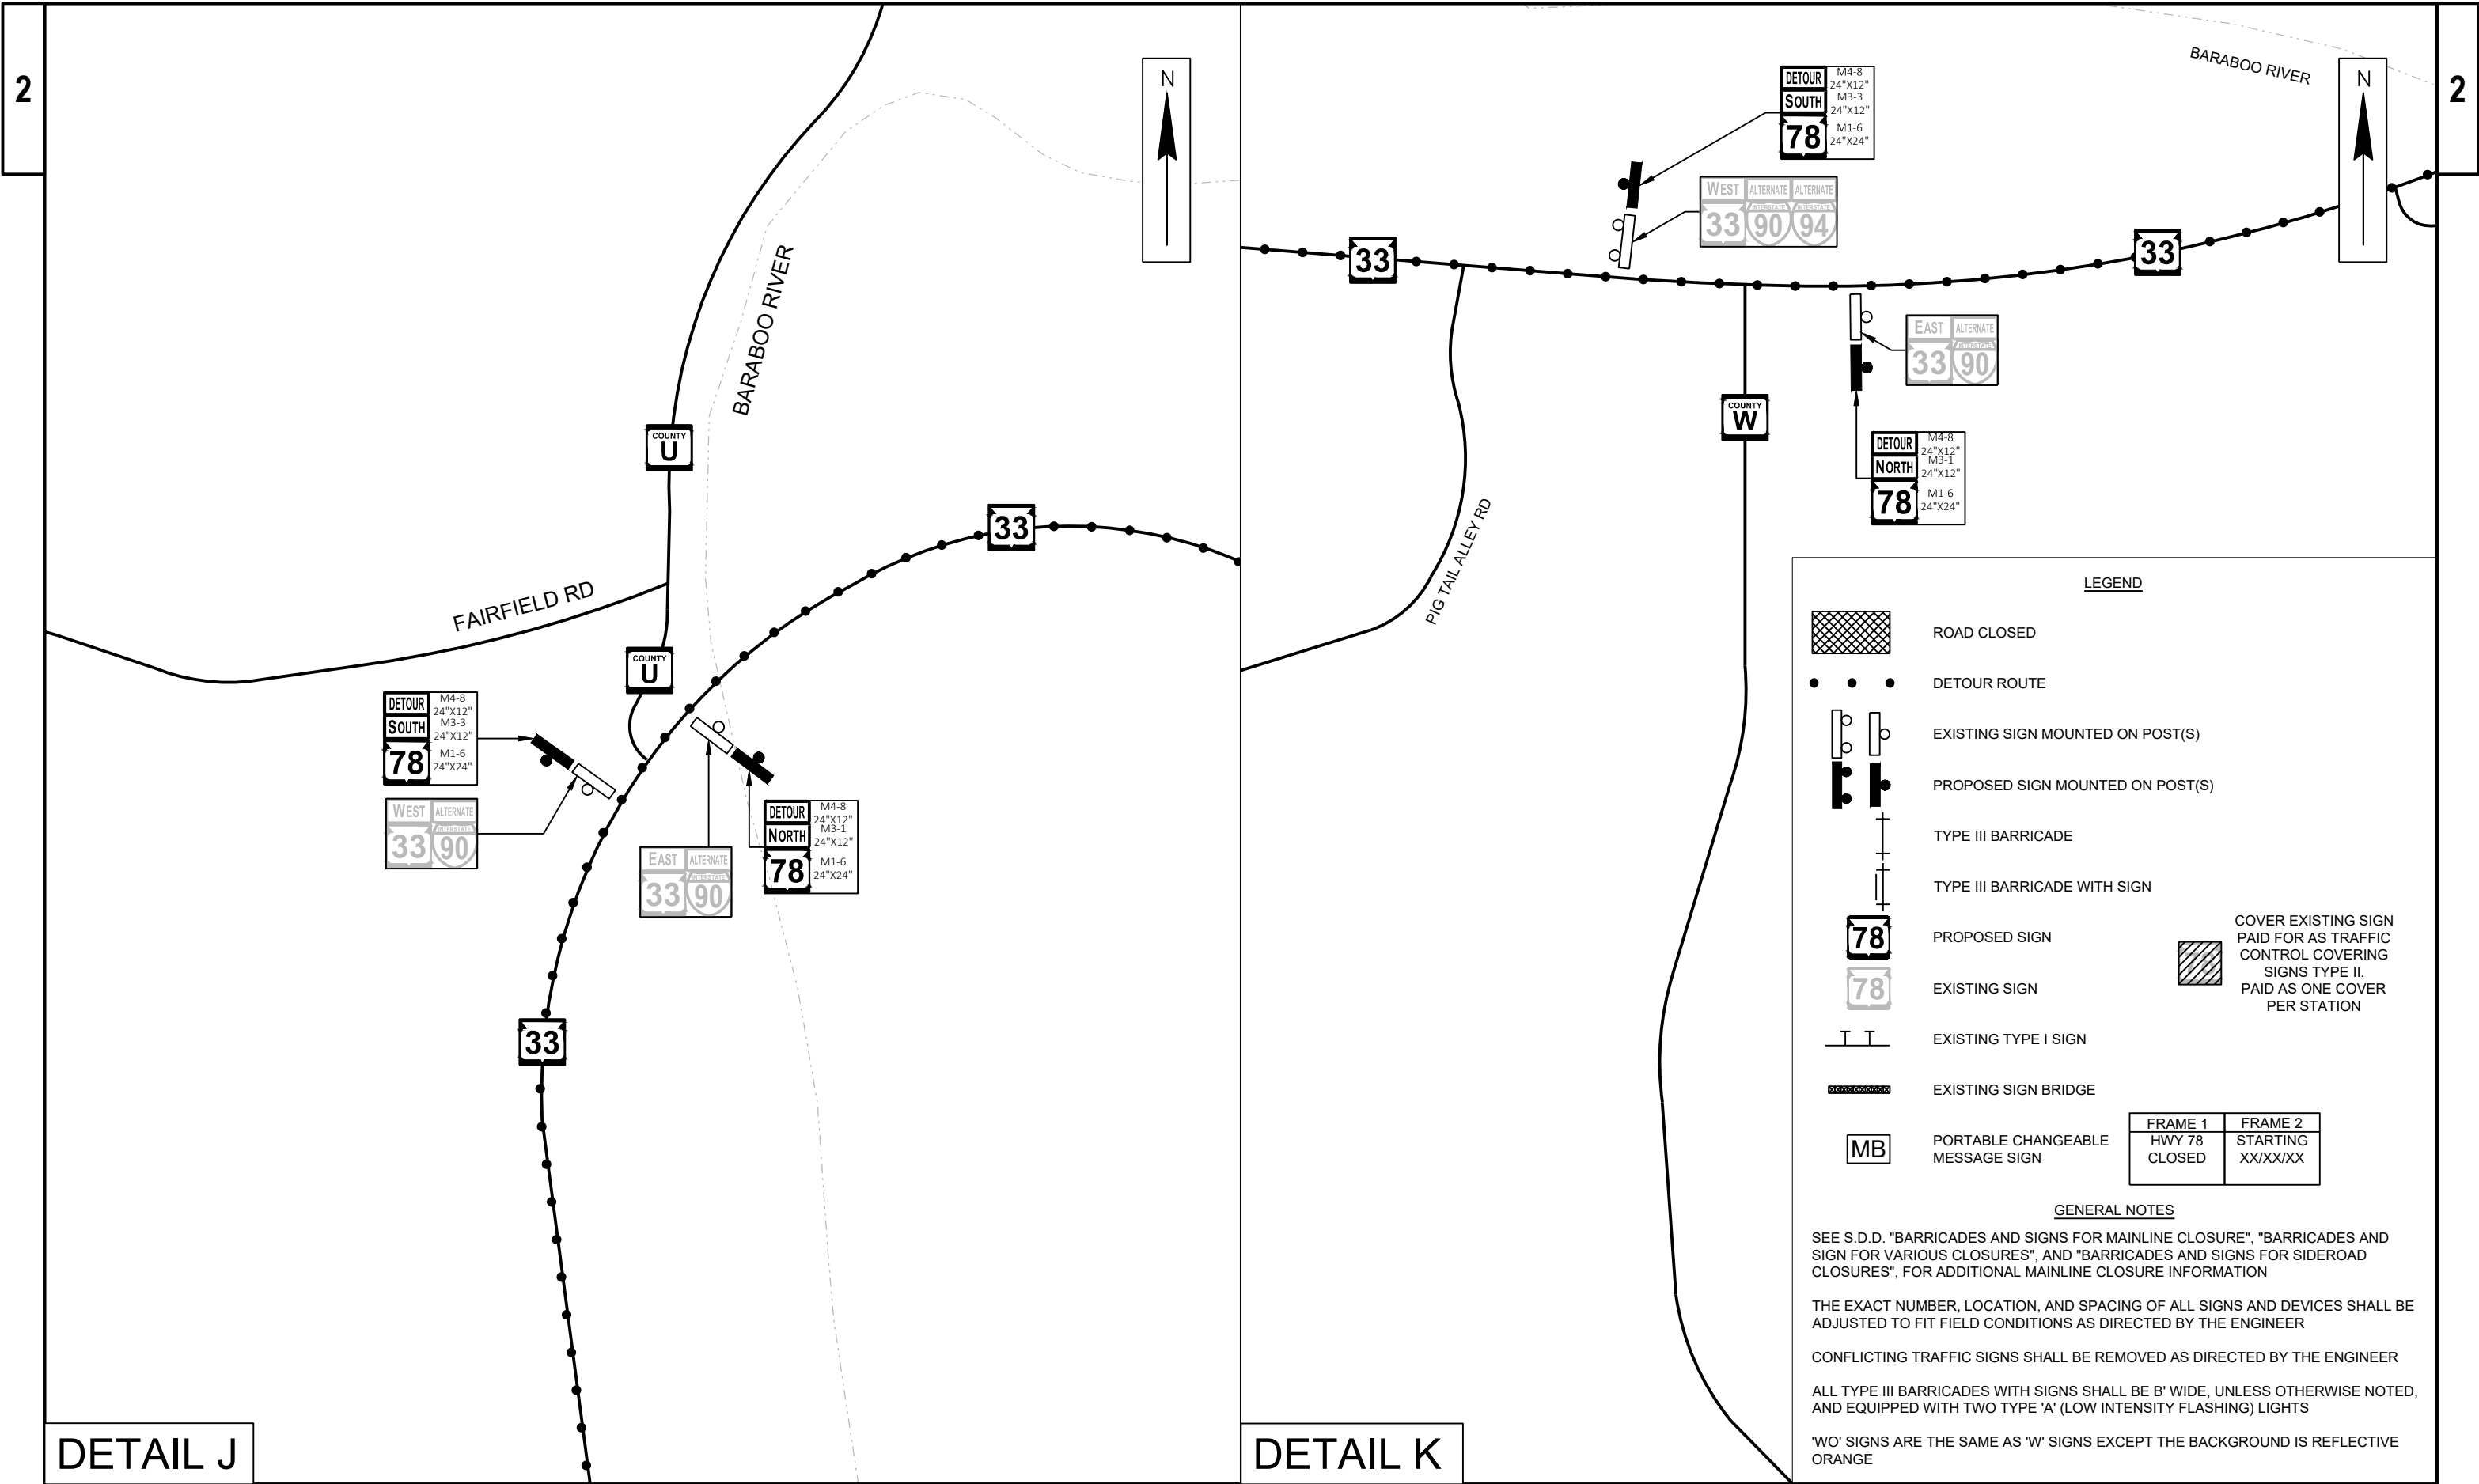 2
N
BARABOO RIVER
COUNTY
U
33
FAIRFIELD RD
COUNTY
U
DETOUR M4-8
24"X12"
SOUTH M3-3
24"X12"
78 M1-6
24"X24"
WEST ALTERNATE
INTERSTATE
33 90
EAST ALTERNATE
INTERSTATE
33 90
DETOUR M4-8
24"X12"
NORTH M3-1
24"X12"
78 M1-6
24"X24"
33
DETAIL J
2
N
BARABOO RIVER
DETOUR M4-8
24"X12"
SOUTH M3-3
24"X12"
78 M1-6
24"X24"
WEST ALTERNATE ALTERNATE
INTERSTATE INTERSTATE
33 90 94
33
33
EAST ALTERNATE
INTERSTATE
33 90
COUNTY
W
DETOUR M4-8
24"X12"
NORTH M3-1
24"X12"
78 M1-6
24"X24"
PIG TAIL ALLEY RD
DETAIL K
LEGEND
ROAD CLOSED
DETOUR ROUTE
EXISTING SIGN MOUNTED ON POST(S)
PROPOSED SIGN MOUNTED ON POST(S)
TYPE III BARRICADE
TYPE III BARRICADE WITH SIGN
78 PROPOSED SIGN
78 EXISTING SIGN
COVER EXISTING SIGN
PAID FOR AS TRAFFIC
CONTROL COVERING
SIGNS TYPE II.
PAID AS ONE COVER
PER STATION
EXISTING TYPE I SIGN
EXISTING SIGN BRIDGE
MB PORTABLE CHANGEABLE
MESSAGE SIGN
FRAME 1 FRAME 2
HWY 78 STARTING
CLOSED XX/XX/XX
GENERAL NOTES
SEE S.D.D. "BARRICADES AND SIGNS FOR MAINLINE CLOSURE", "BARRICADES AND
SIGN FOR VARIOUS CLOSURES", AND "BARRICADES AND SIGNS FOR SIDEROAD
CLOSURES", FOR ADDITIONAL MAINLINE CLOSURE INFORMATION
THE EXACT NUMBER, LOCATION, AND SPACING OF ALL SIGNS AND DEVICES SHALL BE
ADJUSTED TO FIT FIELD CONDITIONS AS DIRECTED BY THE ENGINEER
CONFLICTING TRAFFIC SIGNS SHALL BE REMOVED AS DIRECTED BY THE ENGINEER
ALL TYPE III BARRICADES WITH SIGNS SHALL BE B' WIDE, UNLESS OTHERWISE NOTED,
AND EQUIPPED WITH TWO TYPE 'A' (LOW INTENSITY FLASHING) LIGHTS
'WO' SIGNS ARE THE SAME AS 'W' SIGNS EXCEPT THE BACKGROUND IS REFLECTIVE
ORANGE